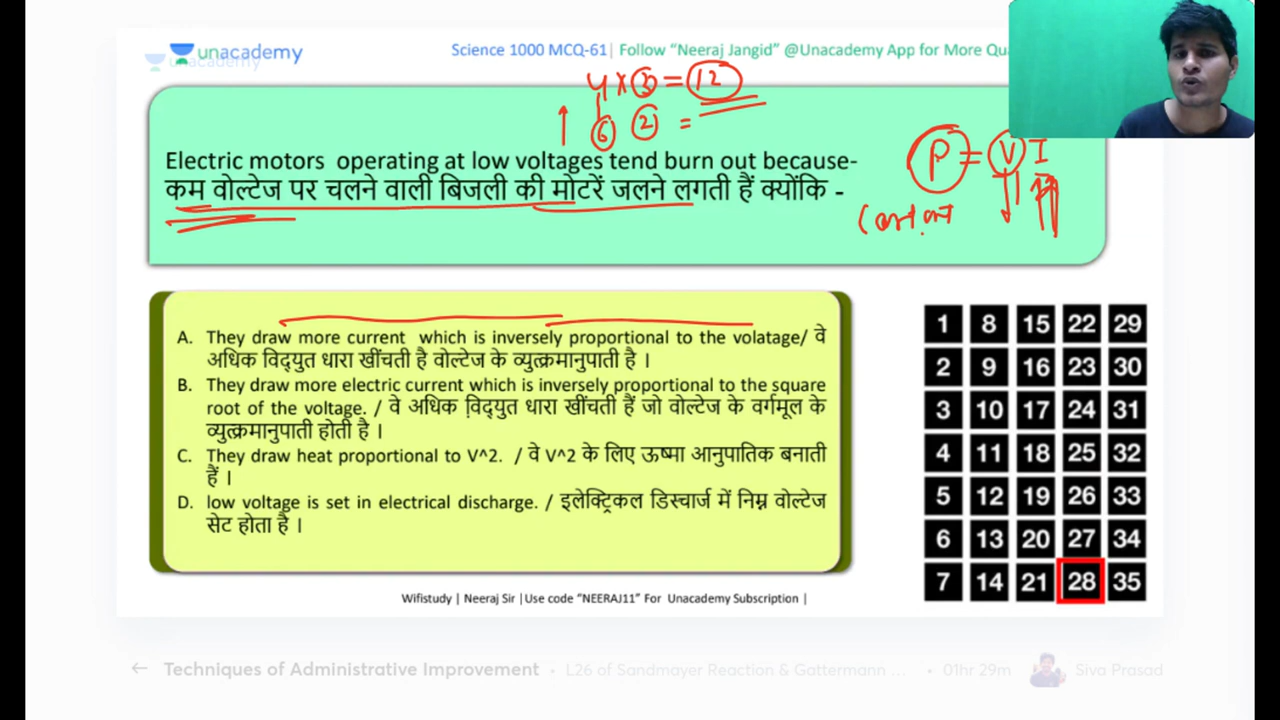 unacademy
Science 1000 MCQ-61| Follow “Neeraj Jangid” @Unacademy App for More Qu
4 x 3 = 12
6 2 =
Electric motors operating at low voltages tend burn out because-
कम वोल्टेज पर चलने वाली बिजली की मोटरें जलने लगती हैं क्योंकि -
P = V I
A. They draw more current which is inversely proportional to the volatage/ वे
अधिक विद्युत धारा खींचती है वोल्टेज के व्युत्क्रमानुपाती है ।
B. They draw more electric current which is inversely proportional to the square
root of the voltage. / वे अधिक विद्युत धारा खींचती हैं जो वोल्टेज के वर्गमूल के
व्युत्क्रमानुपाती होती है ।
C. They draw heat proportional to V^2. / वे V^2 के लिए ऊष्मा आनुपातिक बनाती
हैं ।
D. low voltage is set in electrical discharge. / इलेक्ट्रिकल डिस्चार्ज में निम्न वोल्टेज
सेट होता है ।
1 8 15 22 29
2 9 16 23 30
3 10 17 24 31
4 11 18 25 32
5 12 19 26 33
6 13 20 27 34
7 14 21 28 35
Wifistudy | Neeraj Sir |Use code “NEERAJ11” For Unacademy Subscription |
← Techniques of Administrative Improvement • L26 of Sandmayer Reaction & Gattermann ... • 01hr 29m Siva Prasad